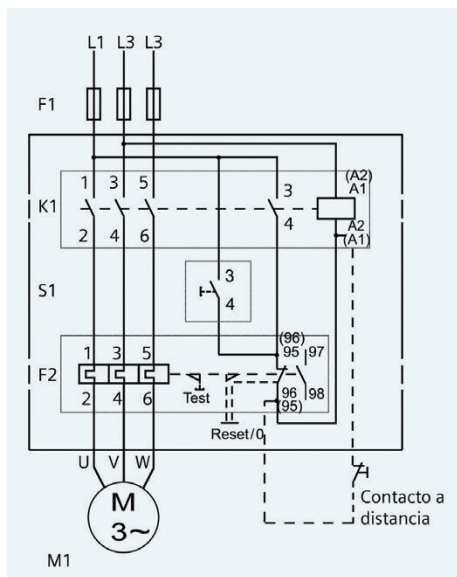 L1 L3 L3
F1
1 3 5 3 (A2)
A1
K1
2 4 6 4 A2
(A1)
S1 3
4
(96)
1 3 5 95 97
F2
2 4 6 Test 96 98
(95)
Reset/0
U V W
M
3~
Contacto a
distancia
M1